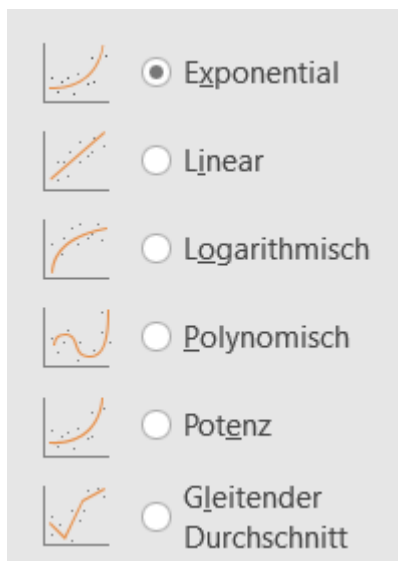 Exponential
Linear
Logarithmisch
Polynomisch
Potenz
Gleitender
Durchschnitt